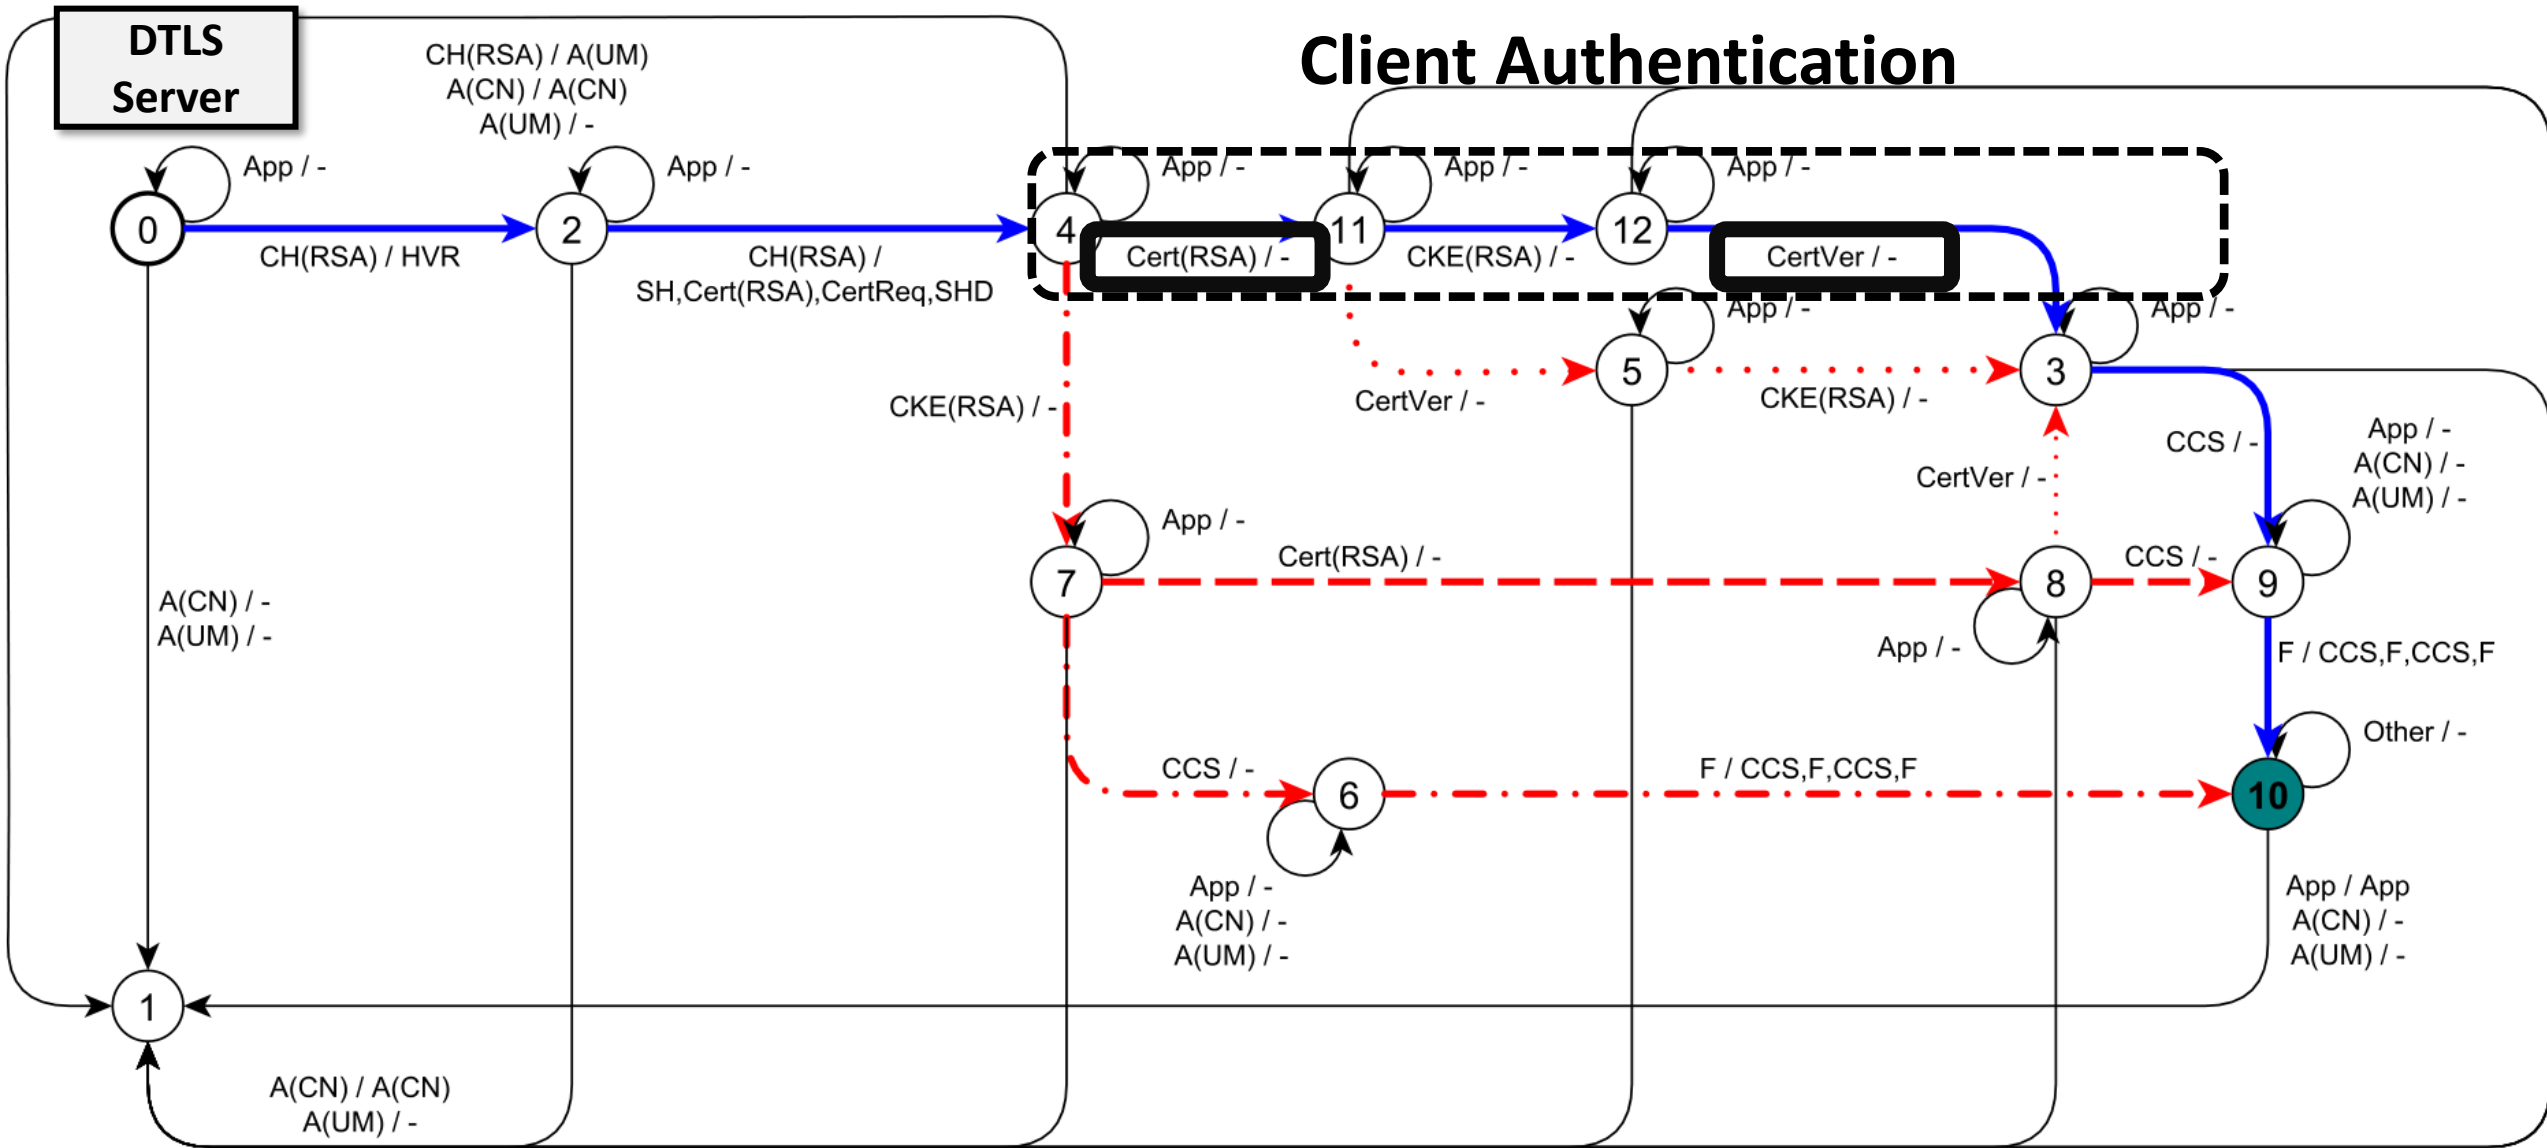 DTLS
Server
Client Authentication
CH(RSA) / A(UM)
A(CN) / A(CN)
A(UM) / -
App / -
App / -
App / -
App / -
App / -
0
2
4
11
12
CH(RSA) / HVR
CH(RSA) /
SH,Cert(RSA),CertReq,SHD
Cert(RSA) / -
CKE(RSA) / -
CertVer / -
App / -
App / -
5
3
CertVer / -
CKE(RSA) / -
CKE(RSA) / -
CCS / -
App / -
A(CN) / -
A(UM) / -
CertVer / -
App / -
Cert(RSA) / -
CCS / -
7
8
9
A(CN) / -
A(UM) / -
App / -
F / CCS,F,CCS,F
Other / -
CCS / -
F / CCS,F,CCS,F
6
10
App / -
A(CN) / -
A(UM) / -
App / App
A(CN) / -
A(UM) / -
1
A(CN) / A(CN)
A(UM) / -